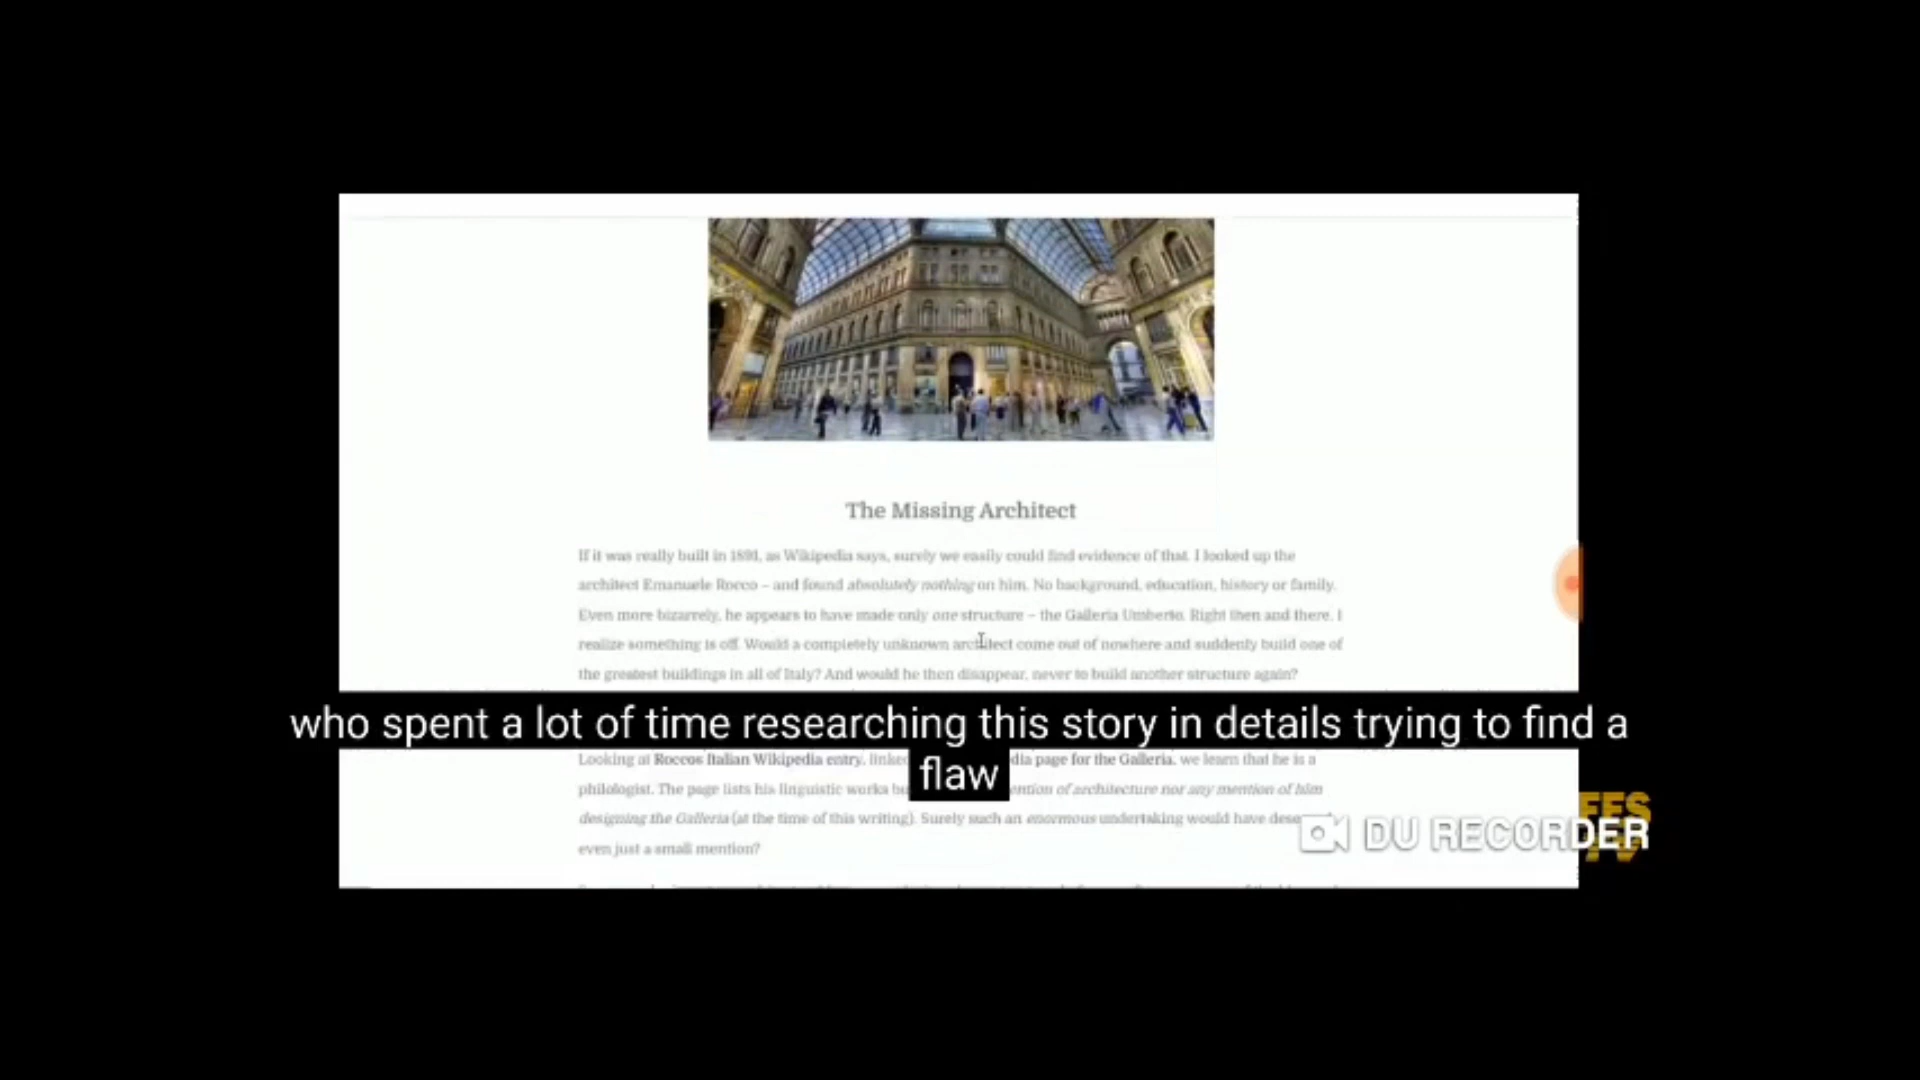 The Missing Architect
If it was really built in 1891, as Wikipedia says, surely we easily could find evidence of that. I looked up the
architect Emanuele Rocco – and found absolutely nothing on him. No background, education, history or family.
Even more bizarrely, he appears to have made only one structure – the Galleria Umberto. Right then and there, I
realize something is off. Would a completely unknown architect come out of nowhere and suddenly build one of
the greatest buildings in all of Italy? And would he then disappear, never to build another structure again?
who spent a lot of time researching this story in details trying to find a
flaw
Looking at Roccos Italian Wikipedia entry, page for the Galleria, we learn that he is a
philologist. The page lists his linguistic works of architecture nor any mention of him
designing the Galleria (at the time of this writing). Surely such an enormous undertaking would have
even just a small mention?
DU RECORDER